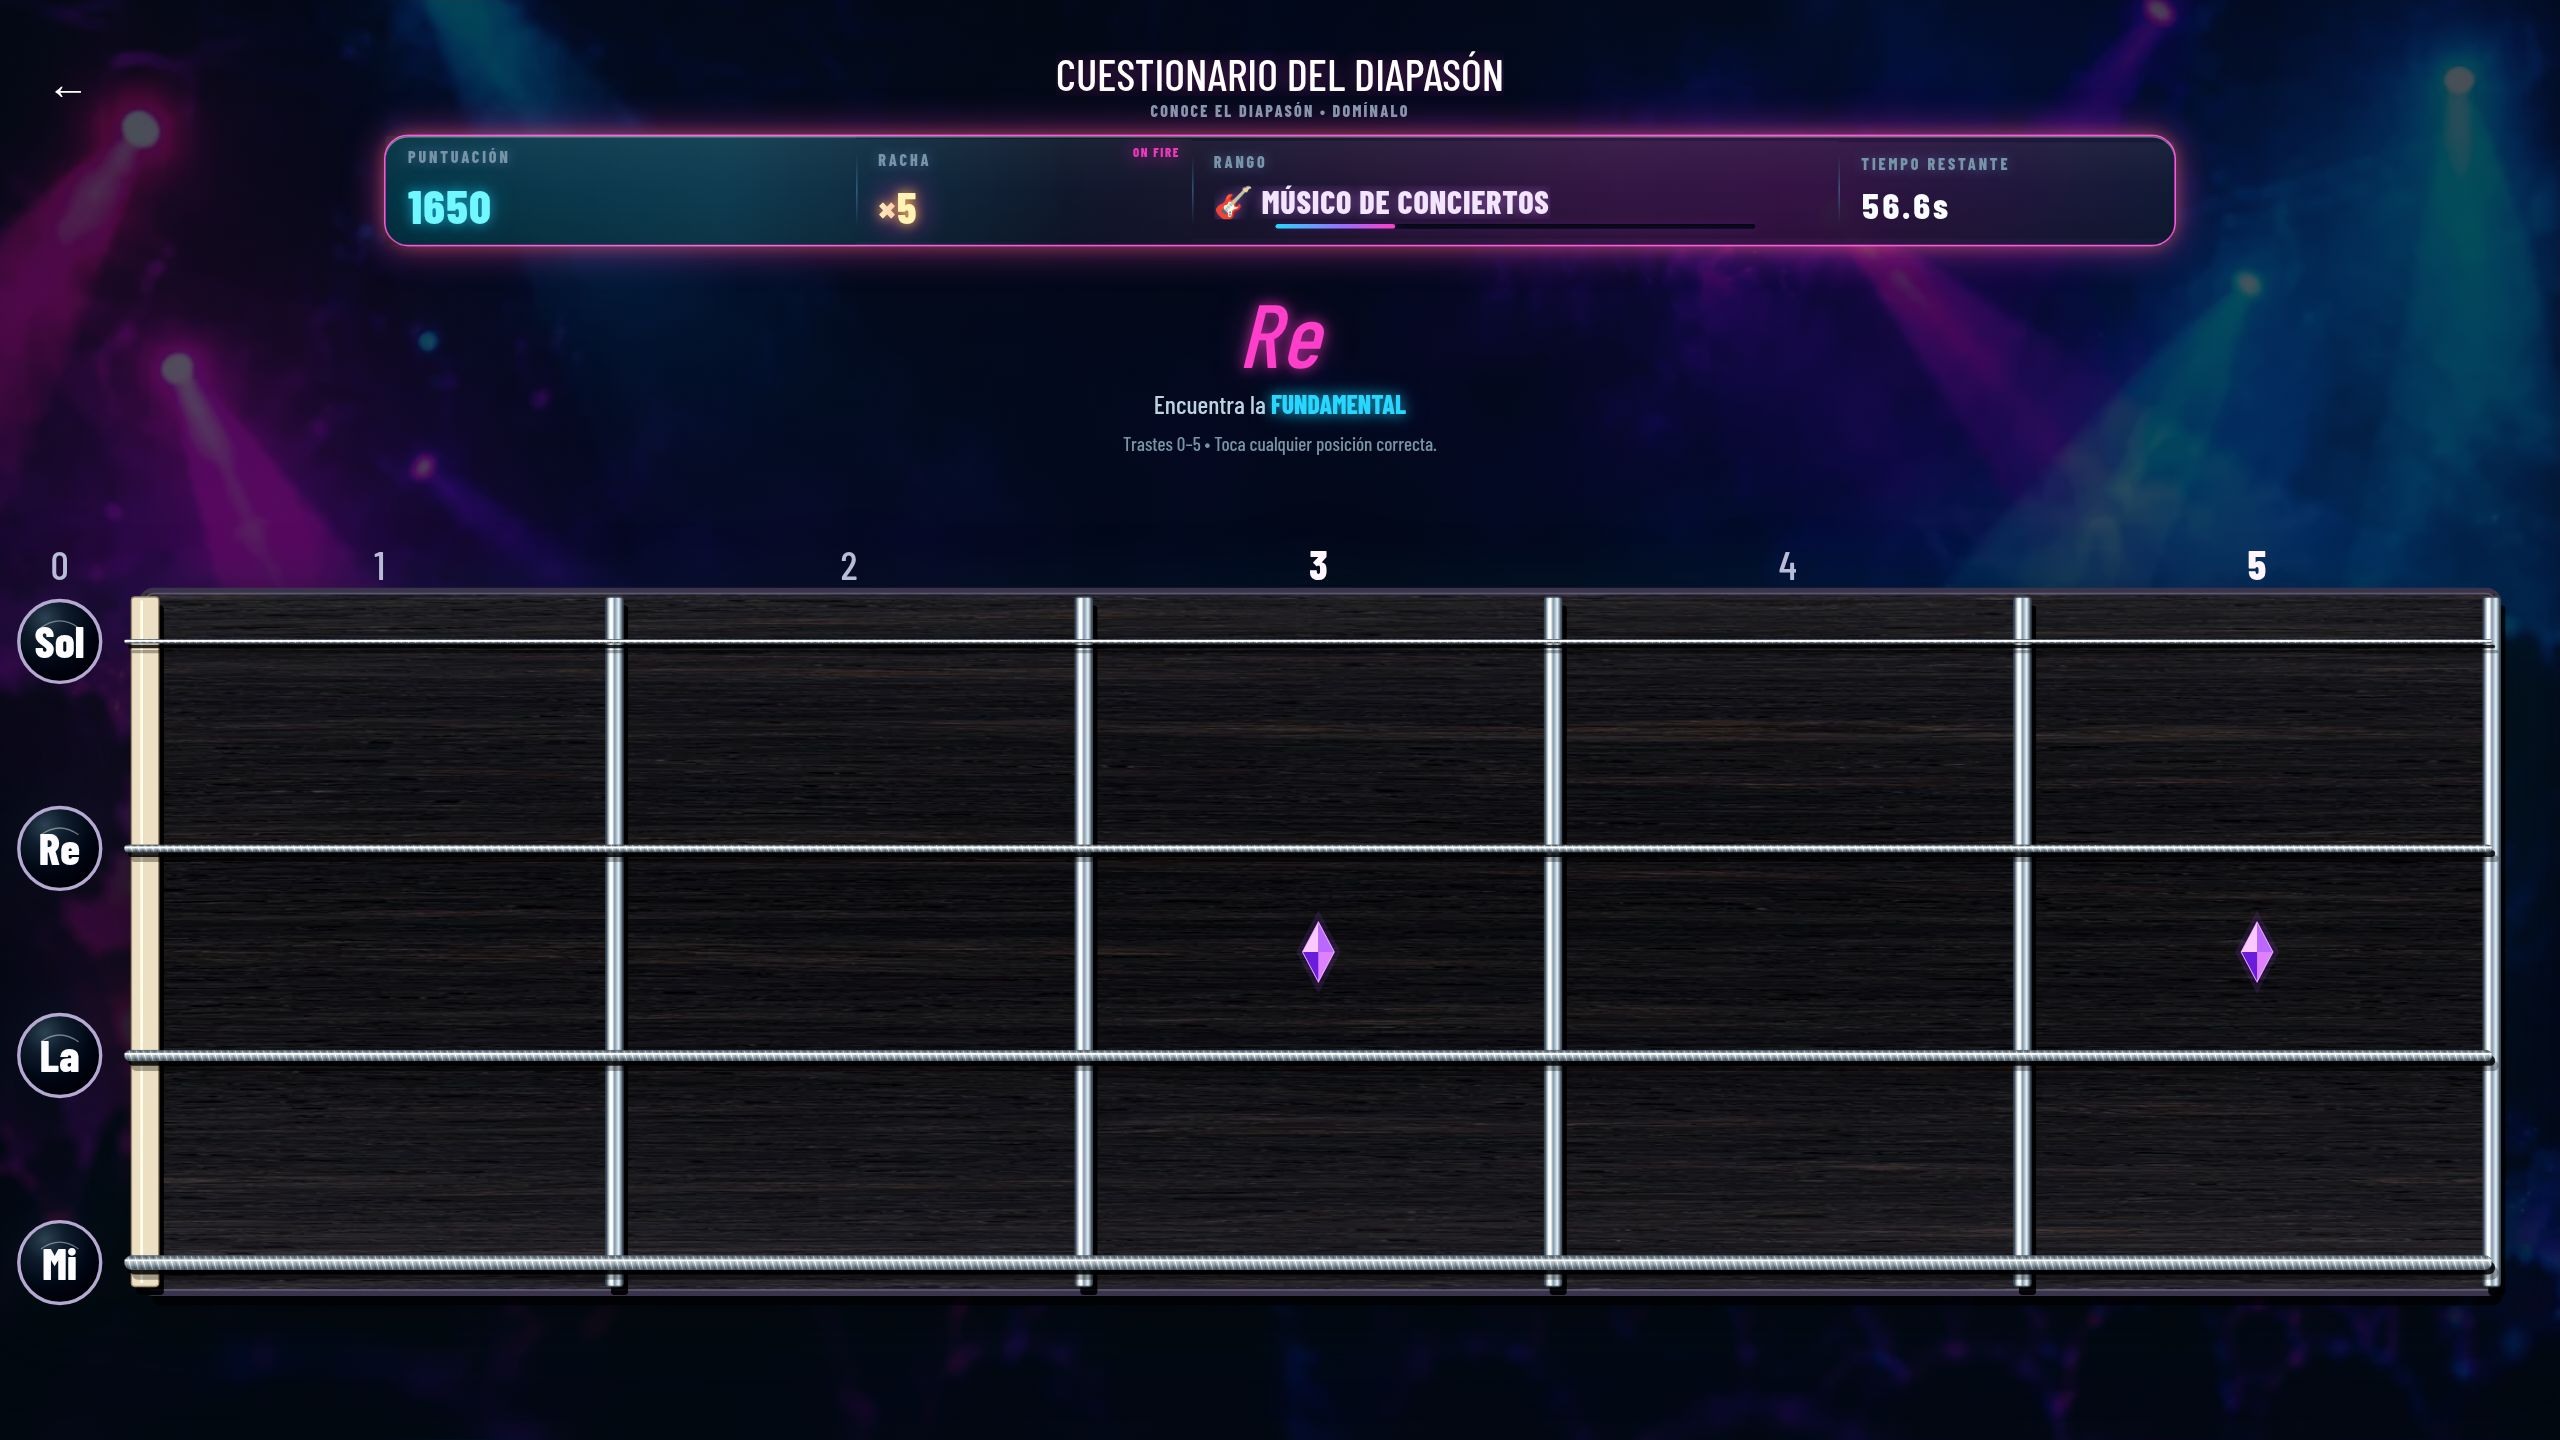 ←
CUESTIONARIO DEL DIAPASÓN
CONOCE EL DIAPASÓN • DOMÍNALO
PUNTUACIÓN
1650
RACHA
×5
ON FIRE
RANGO
MÚSICO DE CONCIERTOS
TIEMPO RESTANTE
56.6s
Re
Encuentra la FUNDAMENTAL
Trastes 0–5 • Toca cualquier posición correcta.
0 1 2 3 4 5
Sol
Re
La
Mi